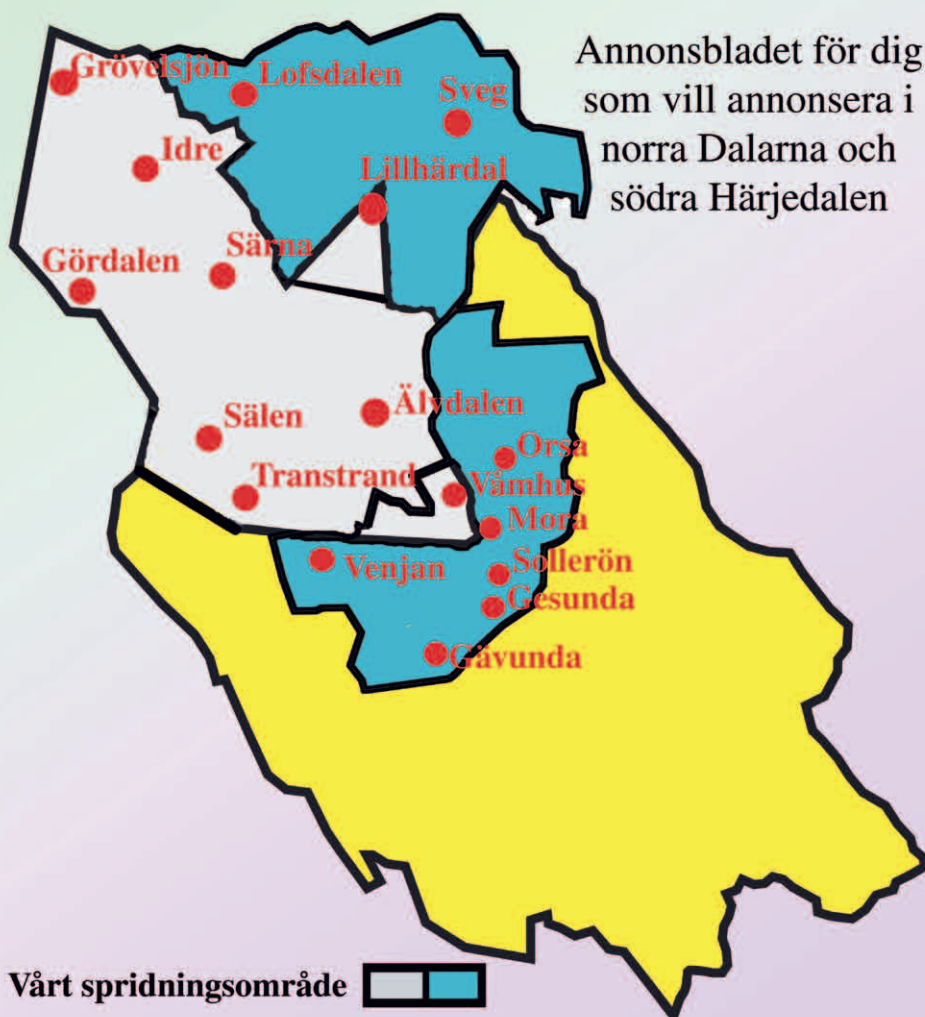 Annonsbladet för dig
som vill annonsera i
norra Dalarna och
södra Härjedalen
Grövelsjön
Lofsdalen
Sveg
Idre
Lillhärdal
Särna
Gördalen
Älvdalen
Sälen
Orsa
Transtrand
Våmhus
Mora
Venjan
Sollerön
Gesunda
Gävunda
Vårt spridningsområde